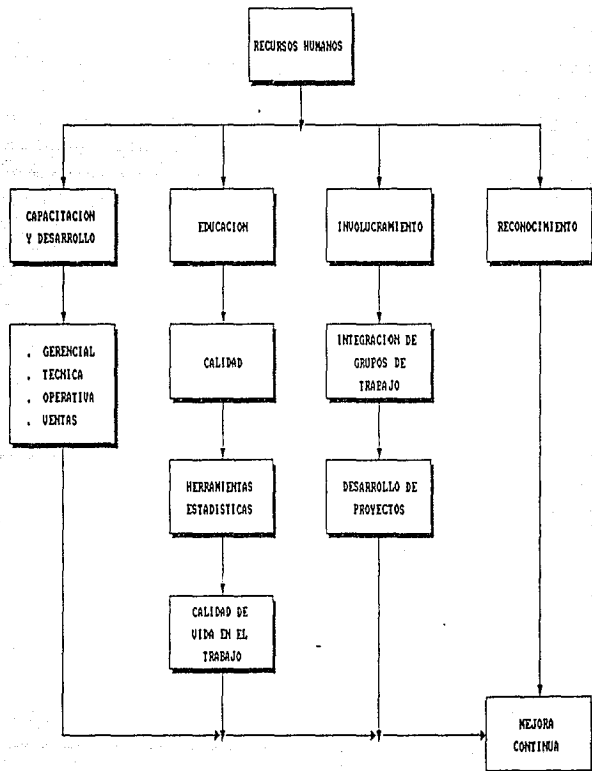 RECURSOS HUMANOS
CAPACITACION
Y DESARROLLO
EDUCACION
INVOLUCRAMIENTO
RECONOCIMIENTO
. GERENCIAL
. TECNICA
. OPERATIVA
. VENTAS
CALIDAD
INTEGRACION DE
GRUPOS DE
TRABAJO
HERRAMIENTAS
ESTADISTICAS
DESARROLLO DE
PROYECTOS
CALIDAD DE
VIDA EN EL
TRABAJO
MEJORA
CONTINUA